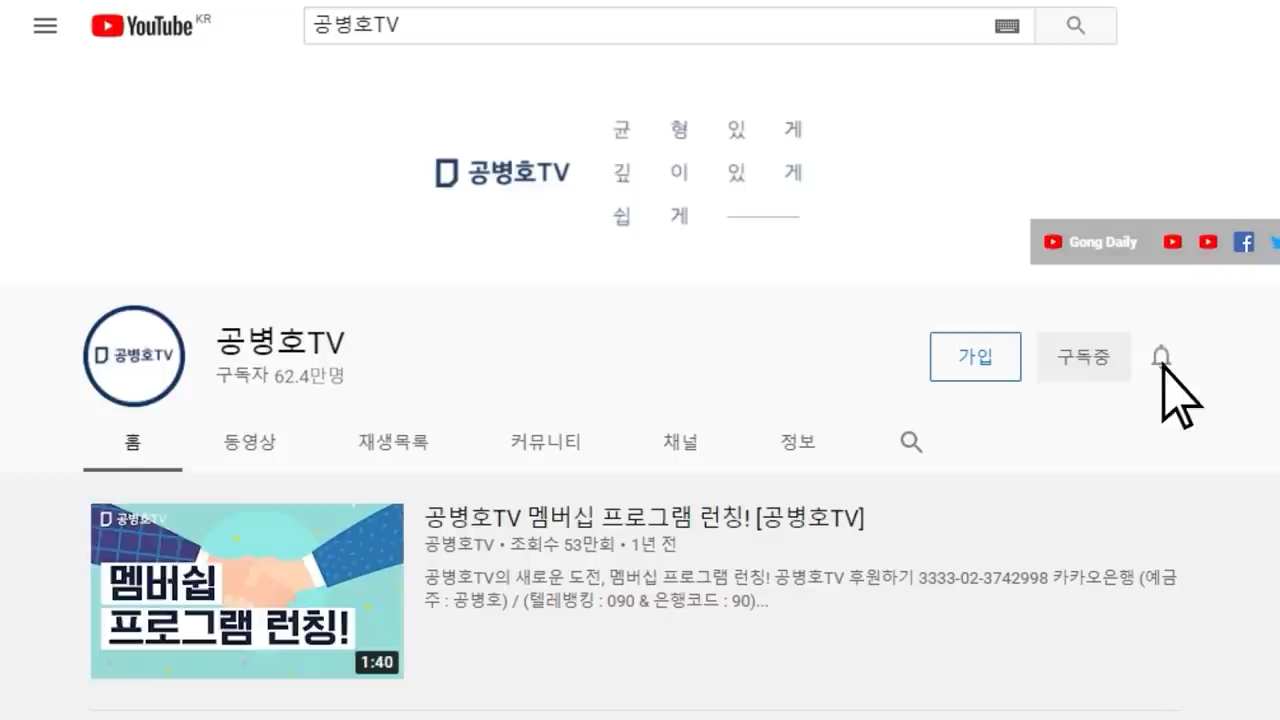 YouTube KR
공병호TV
균형있게
공병호TV
깊이있게
쉽게
Gong Daily
공병호TV
공병호TV
구독자 62.4만명
가입
구독중
홈
동영상
재생목록
커뮤니티
채널
정보
공병호TV
멤버쉽
프로그램 런칭!
1:40
공병호TV 멤버십 프로그램 런칭! [공병호TV]
공병호TV • 조회수 53만회 • 1년 전
공병호TV의 새로운 도전, 멤버십 프로그램 런칭! 공병호TV 후원하기 3333-02-3742998 카카오은행 (예금
주 : 공병호) / (텔레뱅킹 : 090 & 은행코드 : 90)...